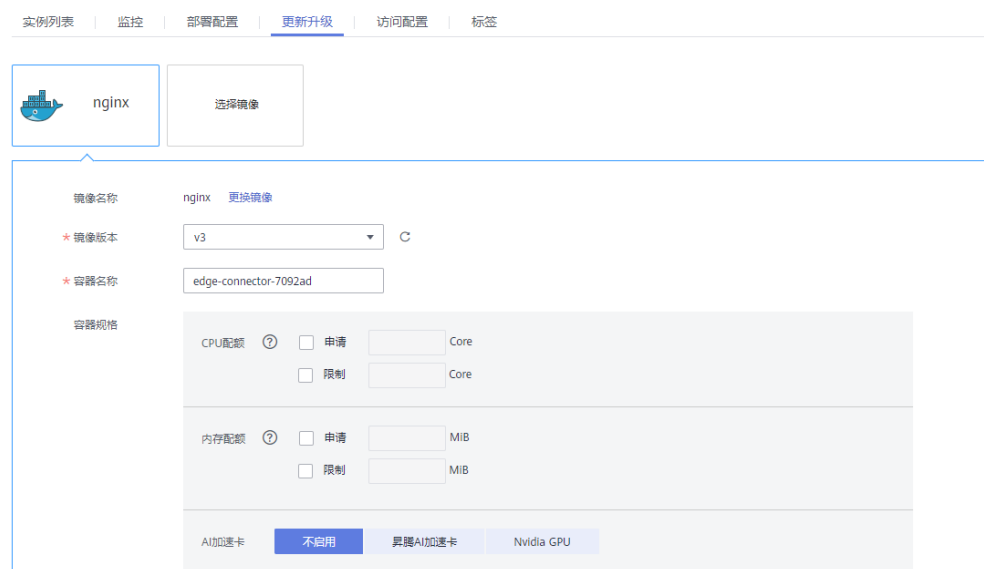 实例列表 监控 部署配置 更新升级 访问配置 标签
nginx 选择镜像
镜像名称 nginx 更换镜像
* 镜像版本 v3
* 容器名称 edge-connector-7092ad
容器规格
CPU配额 ? 申请 Core
限制 Core
内存配额 ? 申请 MiB
限制 MiB
AI加速卡 不启用 昇腾AI加速卡 Nvidia GPU